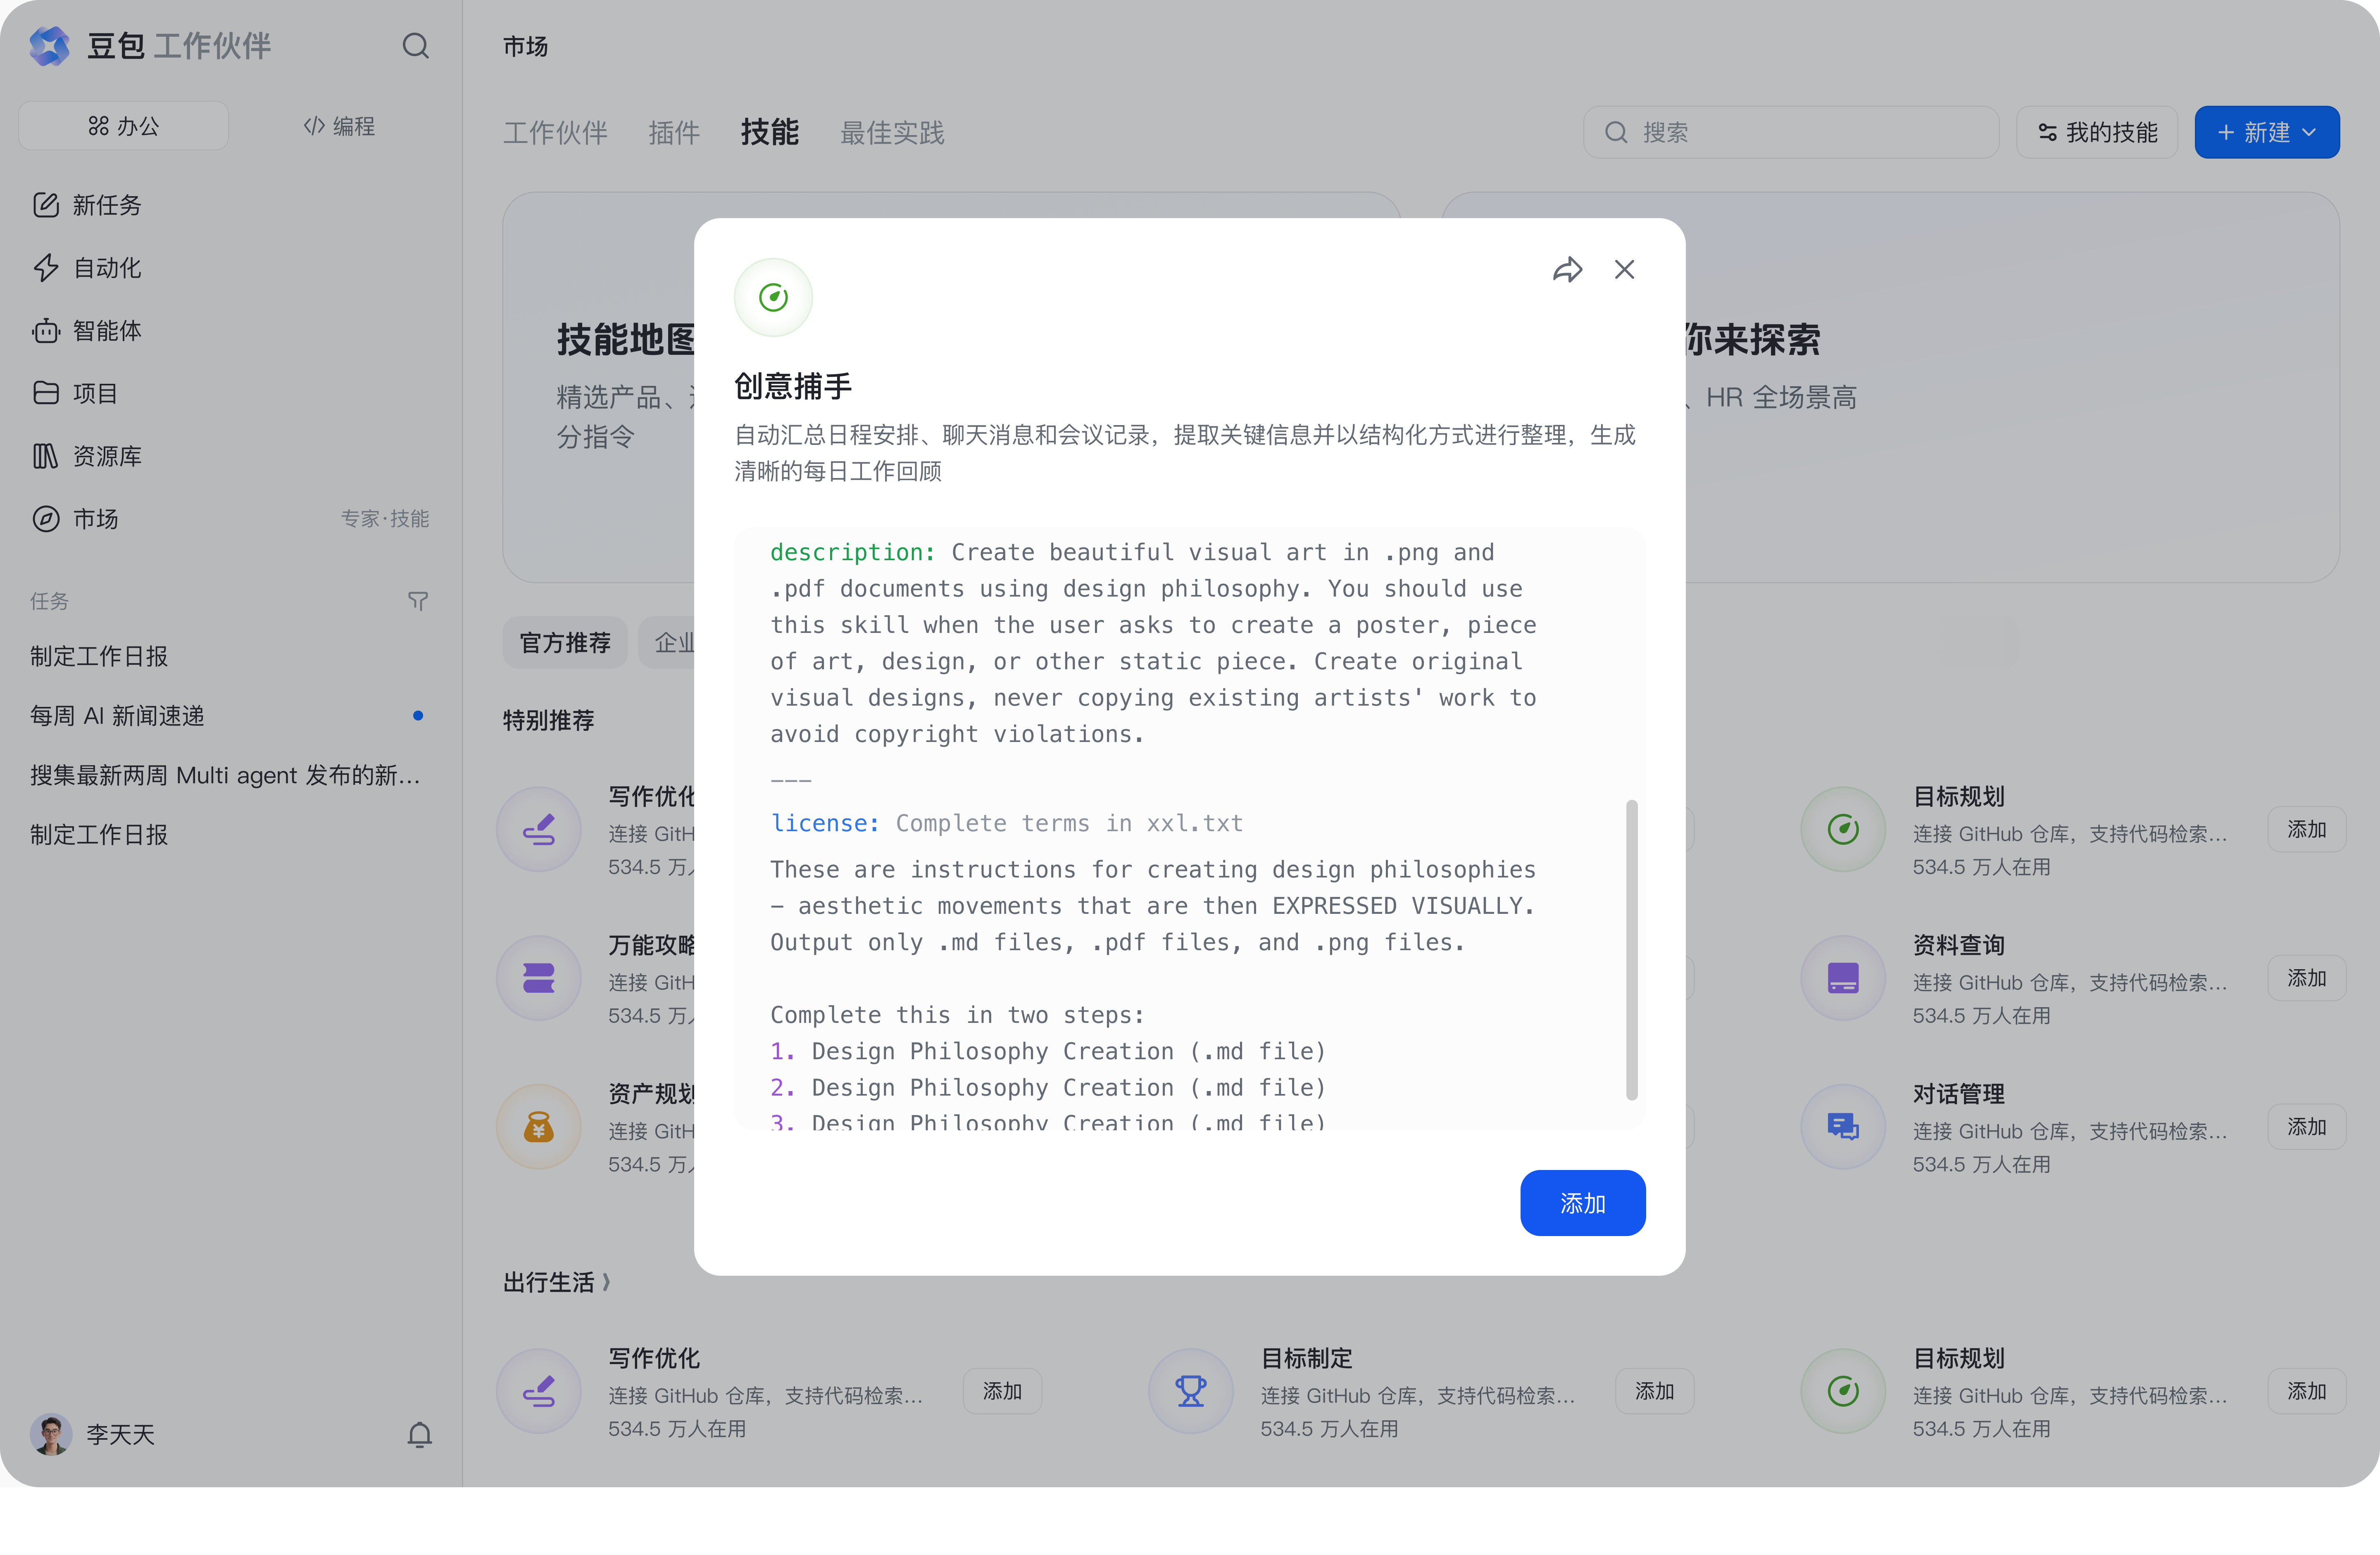 豆包 工作伙伴
办公
编程
新任务
自动化
智能体
项目
资源库
市场
专家·技能
任务
制定工作日报
每周 AI 新闻速递
搜集最新两周 Multi agent 发布的新...
制定工作日报
李天天
市场
工作伙伴
插件
技能
最佳实践
搜索
我的技能
+ 新建
技能地图
精选产品、
分指令
你来探索
、HR 全场景高
官方推荐
企业
特别推荐
创意捕手
自动汇总日程安排、聊天消息和会议记录，提取关键信息并以结构化方式进行整理，生成
清晰的每日工作回顾
description: Create beautiful visual art in .png and
.pdf documents using design philosophy. You should use
this skill when the user asks to create a poster, piece
of art, design, or other static piece. Create original
visual designs, never copying existing artists' work to
avoid copyright violations.
---
license: Complete terms in xxl.txt
These are instructions for creating design philosophies
- aesthetic movements that are then EXPRESSED VISUALLY.
Output only .md files, .pdf files, and .png files.
Complete this in two steps:
1. Design Philosophy Creation (.md file)
2. Design Philosophy Creation (.md file)
3. Design Philosophy Creation (.md file)
添加
写作优化
连接 GitH
534.5 万人
目标规划
连接 GitHub 仓库，支持代码检索...
534.5 万人在用
添加
万能攻略
连接 GitH
534.5 万人
资料查询
连接 GitHub 仓库，支持代码检索...
534.5 万人在用
添加
资产规划
连接 GitH
534.5 万人
对话管理
连接 GitHub 仓库，支持代码检索...
534.5 万人在用
添加
出行生活
写作优化
连接 GitHub 仓库，支持代码检索...
534.5 万人在用
添加
目标制定
连接 GitHub 仓库，支持代码检索...
534.5 万人在用
添加
目标规划
连接 GitHub 仓库，支持代码检索...
534.5 万人在用
添加